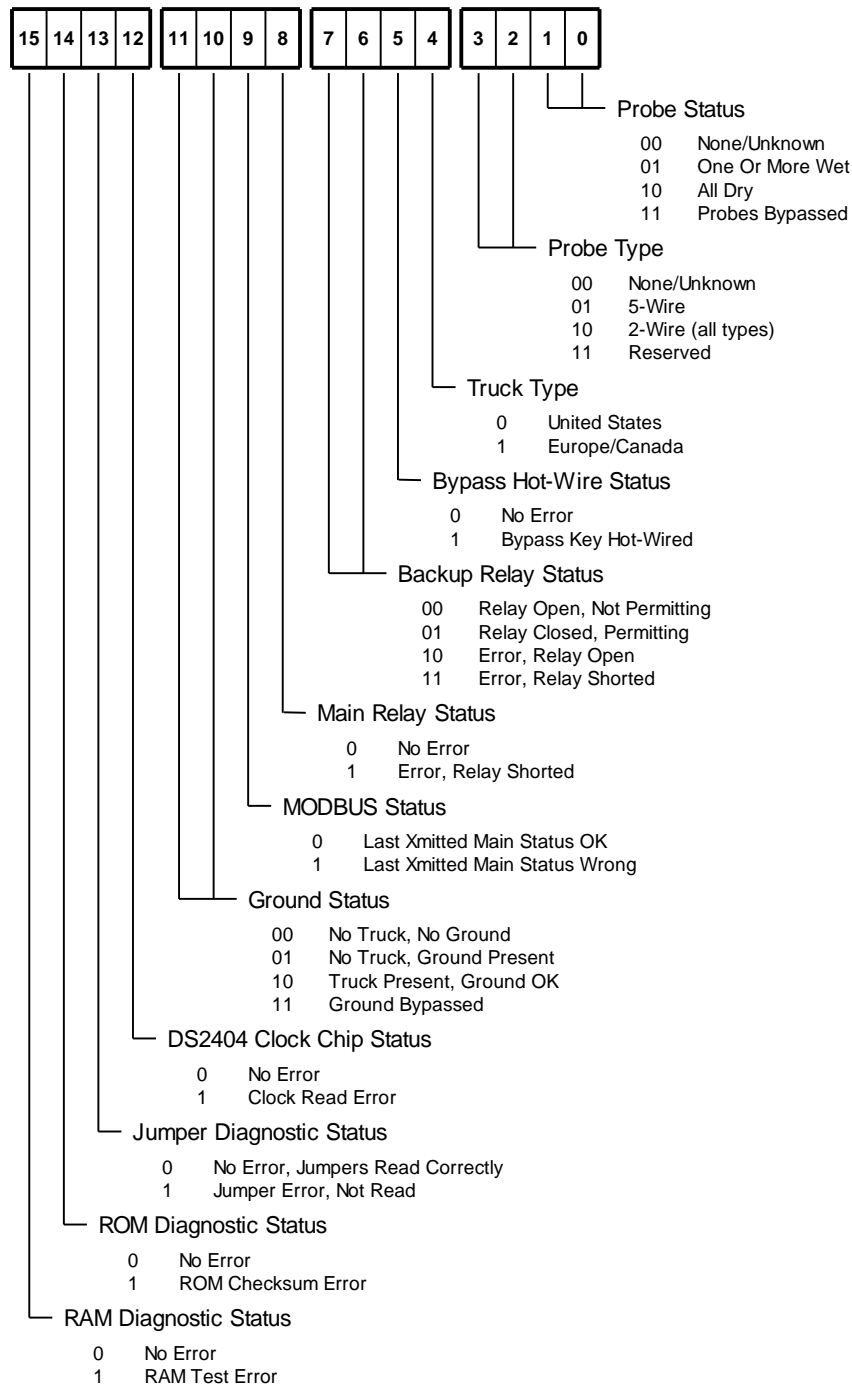 15 14 13 12 11 10 9 8 7 6 5 4 3 2 1 0
Probe Status
00 None/Unknown
01 One Or More Wet
10 All Dry
11 Probes Bypassed
Probe Type
00 None/Unknown
01 5-Wire
10 2-Wire (all types)
11 Reserved
Truck Type
0 United States
1 Europe/Canada
Bypass Hot-Wire Status
0 No Error
1 Bypass Key Hot-Wired
Backup Relay Status
00 Relay Open, Not Permitting
01 Relay Closed, Permitting
10 Error, Relay Open
11 Error, Relay Shorted
Main Relay Status
0 No Error
1 Error, Relay Shorted
MODBUS Status
0 Last Xmitted Main Status OK
1 Last Xmitted Main Status Wrong
Ground Status
00 No Truck, No Ground
01 No Truck, Ground Present
10 Truck Present, Ground OK
11 Ground Bypassed
DS2404 Clock Chip Status
0 No Error
1 Clock Read Error
Jumper Diagnostic Status
0 No Error, Jumpers Read Correctly
1 Jumper Error, Not Read
ROM Diagnostic Status
0 No Error
1 ROM Checksum Error
RAM Diagnostic Status
0 No Error
1 RAM Test Error